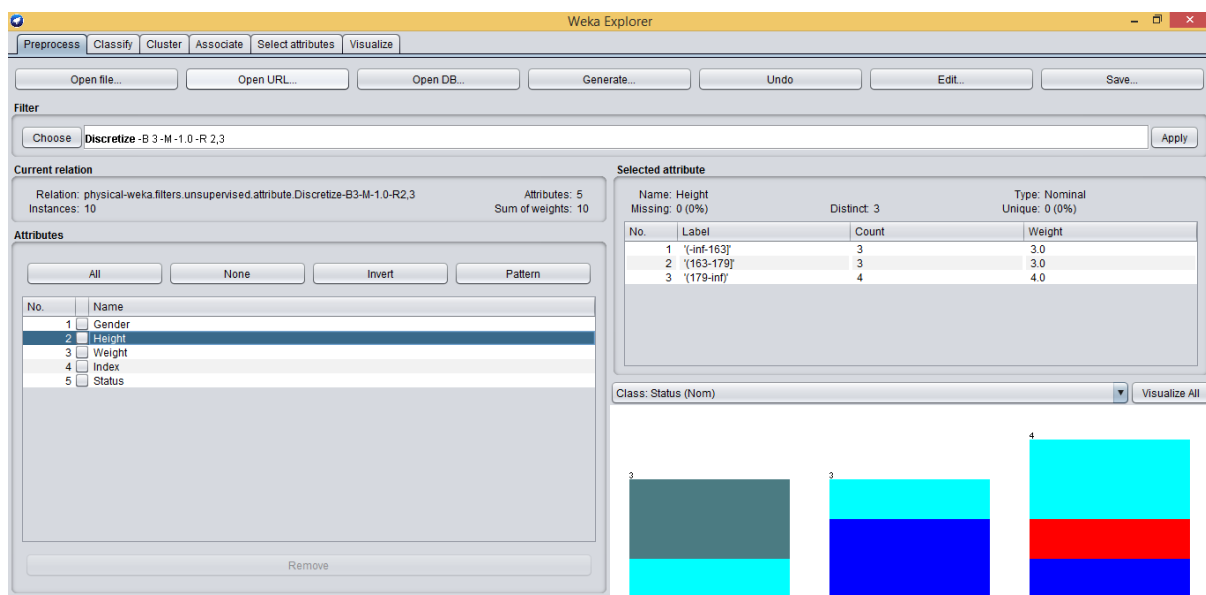 Weka Explorer
Preprocess Classify Cluster Associate Select attributes Visualize
Open file... Open URL... Open DB... Generate... Undo Edit... Save...
Filter
Choose Discretize -B 3 -M -1.0 -R 2,3 Apply
Current relation
Relation: physical-weka.filters.unsupervised.attribute.Discretize-B3-M-1.0-R2,3 Attributes: 5
Instances: 10 Sum of weights: 10
Attributes
All None Invert Pattern
No. Name
1 Gender
2 Height
3 Weight
4 Index
5 Status
Remove
Selected attribute
Name: Height Type: Nominal
Missing: 0 (0%) Distinct: 3 Unique: 0 (0%)
No. Label Count Weight
1 '(-inf-163]' 3 3.0
2 '(163-179]' 3 3.0
3 '(179-inf)' 4 4.0
Class: Status (Nom) Visualize All
3 3 4